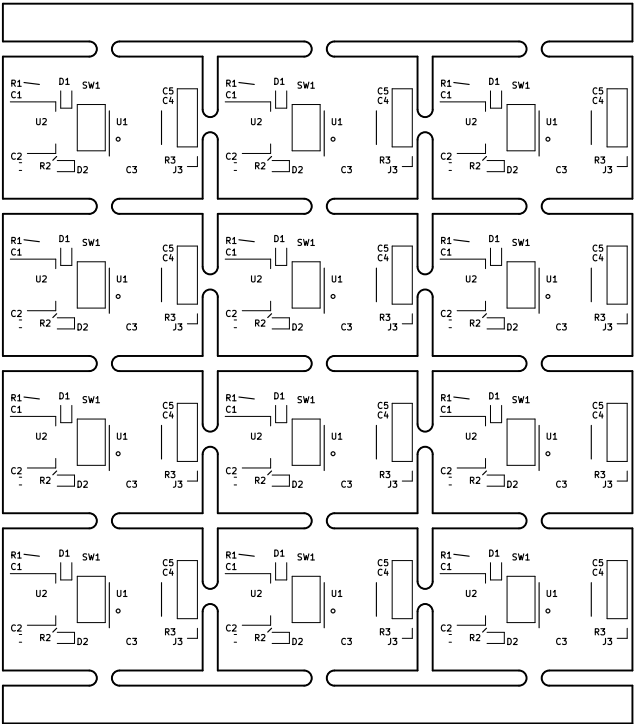 R1 D1 SW1 C5 R1 D1 SW1 C5 R1 D1 SW1 C5
C1 C4 C1 C4 C1 C4
U2 U1 U2 U1 U2 U1
C2 R2 D2 C3 R3 C2 R2 D2 C3 R3 C2 R2 D2 C3 R3
J3 J3 J3
R1 D1 SW1 C5 R1 D1 SW1 C5 R1 D1 SW1 C5
C1 C4 C1 C4 C1 C4
U2 U1 U2 U1 U2 U1
C2 R2 D2 C3 R3 C2 R2 D2 C3 R3 C2 R2 D2 C3 R3
J3 J3 J3
R1 D1 SW1 C5 R1 D1 SW1 C5 R1 D1 SW1 C5
C1 C4 C1 C4 C1 C4
U2 U1 U2 U1 U2 U1
C2 R2 D2 C3 R3 C2 R2 D2 C3 R3 C2 R2 D2 C3 R3
J3 J3 J3
R1 D1 SW1 C5 R1 D1 SW1 C5 R1 D1 SW1 C5
C1 C4 C1 C4 C1 C4
U2 U1 U2 U1 U2 U1
C2 R2 D2 C3 R3 C2 R2 D2 C3 R3 C2 R2 D2 C3 R3
J3 J3 J3